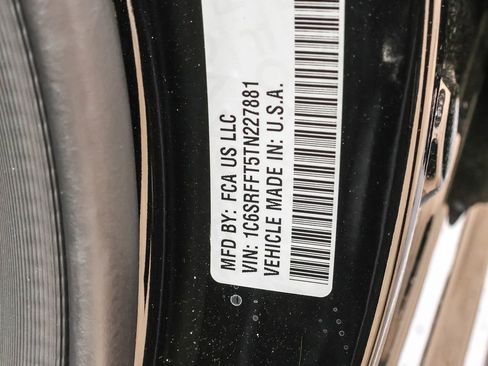 MFD BY: FCA US LLC
VIN: 1C6SRFFT5TN227881
VEHICLE MADE IN: U.S.A.